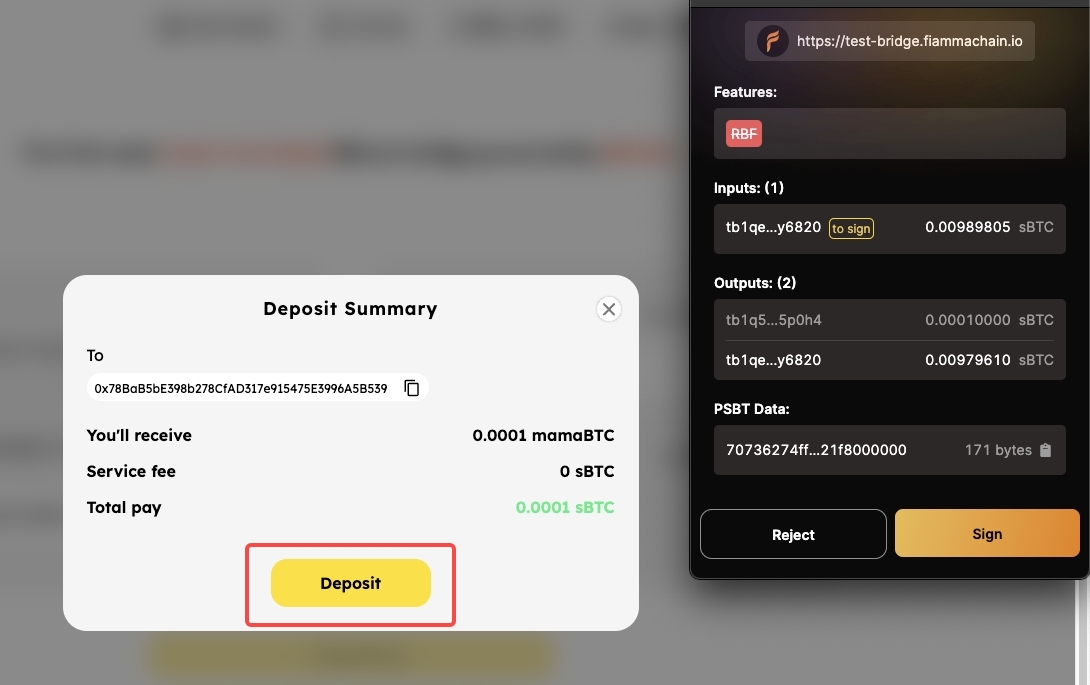 Deposit Summary
To
0x78BaB5bE398b278CfAD317e915475E3996A5B539
You'll receive 0.0001 mamaBTC
Service fee 0 sBTC
Total pay 0.0001 sBTC
Deposit
https://test-bridge.fiammachain.io
Features:
RBF
Inputs: (1)
tb1qe...y6820 to sign 0.00989805 sBTC
Outputs: (2)
tb1q5...5p0h4 0.00010000 sBTC
tb1qe...y6820 0.00979610 sBTC
PSBT Data:
70736274ff...21f8000000 171 bytes
Reject Sign